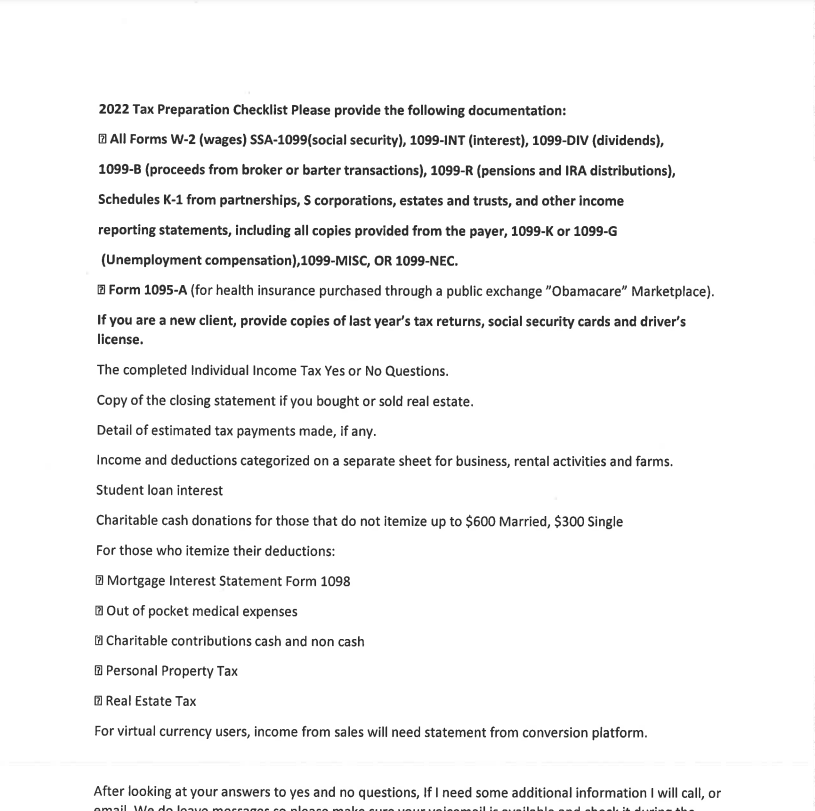 2022 Tax Preparation Checklist Please provide the following documentation:
⍰ All Forms W-2 (wages) SSA-1099(social security), 1099-INT (interest), 1099-DIV (dividends),
1099-B (proceeds from broker or barter transactions), 1099-R (pensions and IRA distributions),
Schedules K-1 from partnerships, S corporations, estates and trusts, and other income
reporting statements, including all copies provided from the payer, 1099-K or 1099-G
(Unemployment compensation),1099-MISC, OR 1099-NEC.
⍰ Form 1095-A (for health insurance purchased through a public exchange "Obamacare" Marketplace).
If you are a new client, provide copies of last year's tax returns, social security cards and driver's
license.
The completed Individual Income Tax Yes or No Questions.
Copy of the closing statement if you bought or sold real estate.
Detail of estimated tax payments made, if any.
Income and deductions categorized on a separate sheet for business, rental activities and farms.
Student loan interest
Charitable cash donations for those that do not itemize up to $600 Married, $300 Single
For those who itemize their deductions:
⍰ Mortgage Interest Statement Form 1098
⍰ Out of pocket medical expenses
⍰ Charitable contributions cash and non cash
⍰ Personal Property Tax
⍰ Real Estate Tax
For virtual currency users, income from sales will need statement from conversion platform.
After looking at your answers to yes and no questions, If I need some additional information I will call, or
email. We do leave messages so please make sure your voicemail is available and check it during the